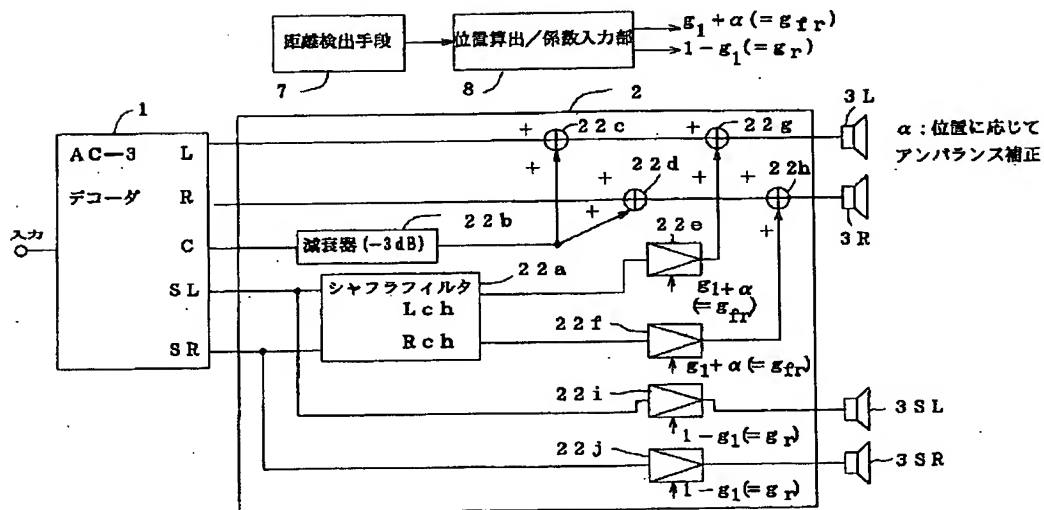 距離検出手段
7
位置算出/係数入力部
8
g1+α(=gfr)
1-g1(=gr)
1
2
AC-3
デコーダ
入力
L
R
C
SL
SR
減衰器(-3dB)
22b
シャフラフィルタ
Lch
Rch
22a
+
+
22c
+
+
22d
+
+
22g
+
+
22h
22e
g1+α
(=gfr)
22f
g1+α(=gfr)
22i
1-g1(=gr)
22j
1-g1(=gr)
3L
3R
3SL
3SR
α:位置に応じて
アンバランス補正